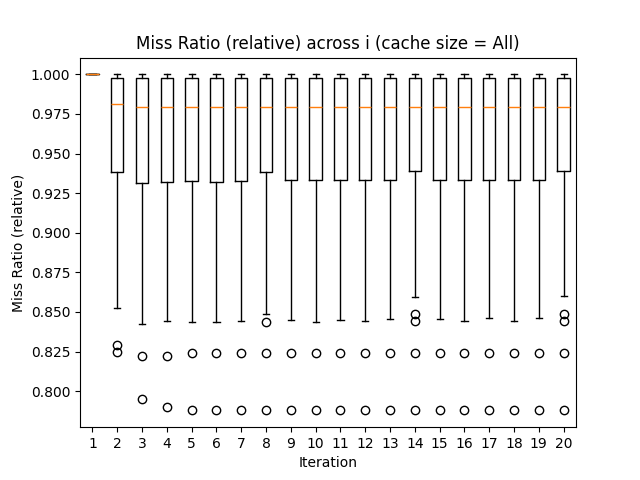 Miss Ratio (relative) across i (cache size = All)
1.000
0.975
0.950
0.925
0.900
0.875
0.850
0.825
0.800
Miss Ratio (relative)
1 2 3 4 5 6 7 8 9 10 11 12 13 14 15 16 17 18 19 20
Iteration